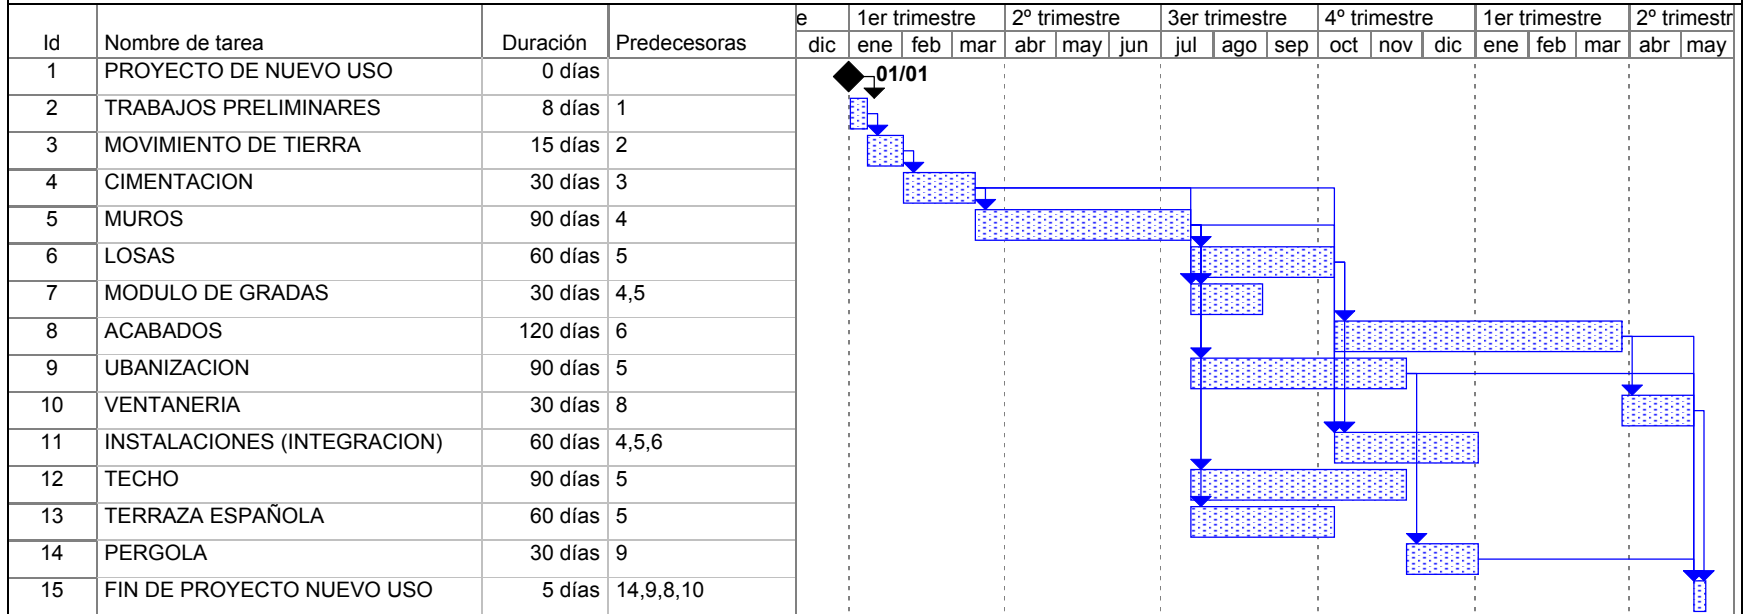 e 1er trimestre 2º trimestre 3er trimestre 4º trimestre 1er trimestre 2º trimestr
Id Nombre de tarea Duración Predecesoras dic ene feb mar abr may jun jul ago sep oct nov dic ene feb mar abr may
1 PROYECTO DE NUEVO USO 0 días 01/01
2 TRABAJOS PRELIMINARES 8 días 1
3 MOVIMIENTO DE TIERRA 15 días 2
4 CIMENTACION 30 días 3
5 MUROS 90 días 4
6 LOSAS 60 días 5
7 MODULO DE GRADAS 30 días 4,5
8 ACABADOS 120 días 6
9 UBANIZACION 90 días 5
10 VENTANERIA 30 días 8
11 INSTALACIONES (INTEGRACION) 60 días 4,5,6
12 TECHO 90 días 5
13 TERRAZA ESPAÑOLA 60 días 5
14 PERGOLA 30 días 9
15 FIN DE PROYECTO NUEVO USO 5 días 14,9,8,10